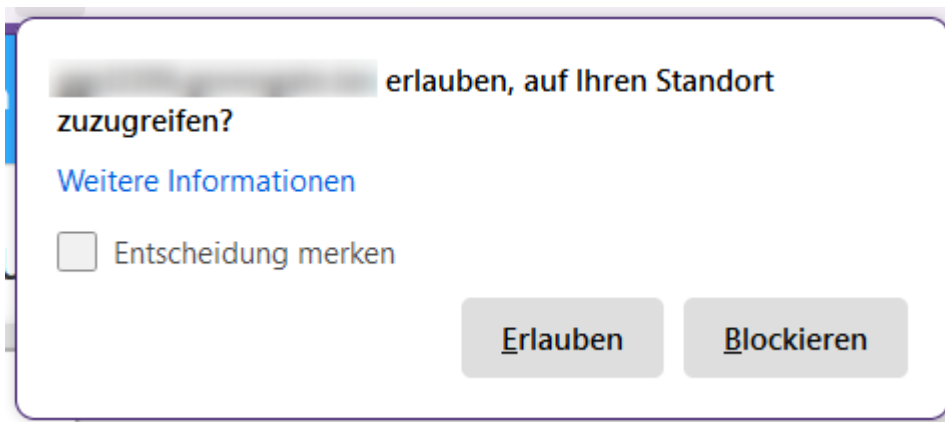 erlauben, auf Ihren Standort
zuzugreifen?
Weitere Informationen
Entscheidung merken
Erlauben
Blockieren